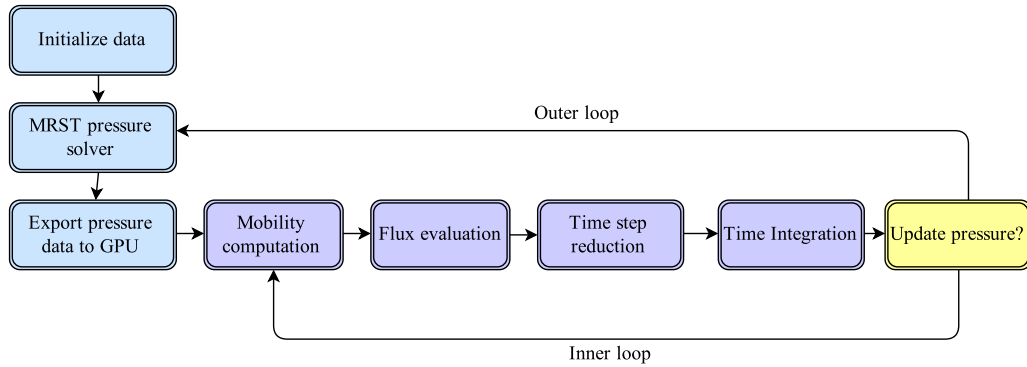 Initialize data
MRST pressure
solver
Outer loop
Export pressure
data to GPU
Mobility
computation
Flux evaluation
Time step
reduction
Time Integration
Update pressure?
Inner loop